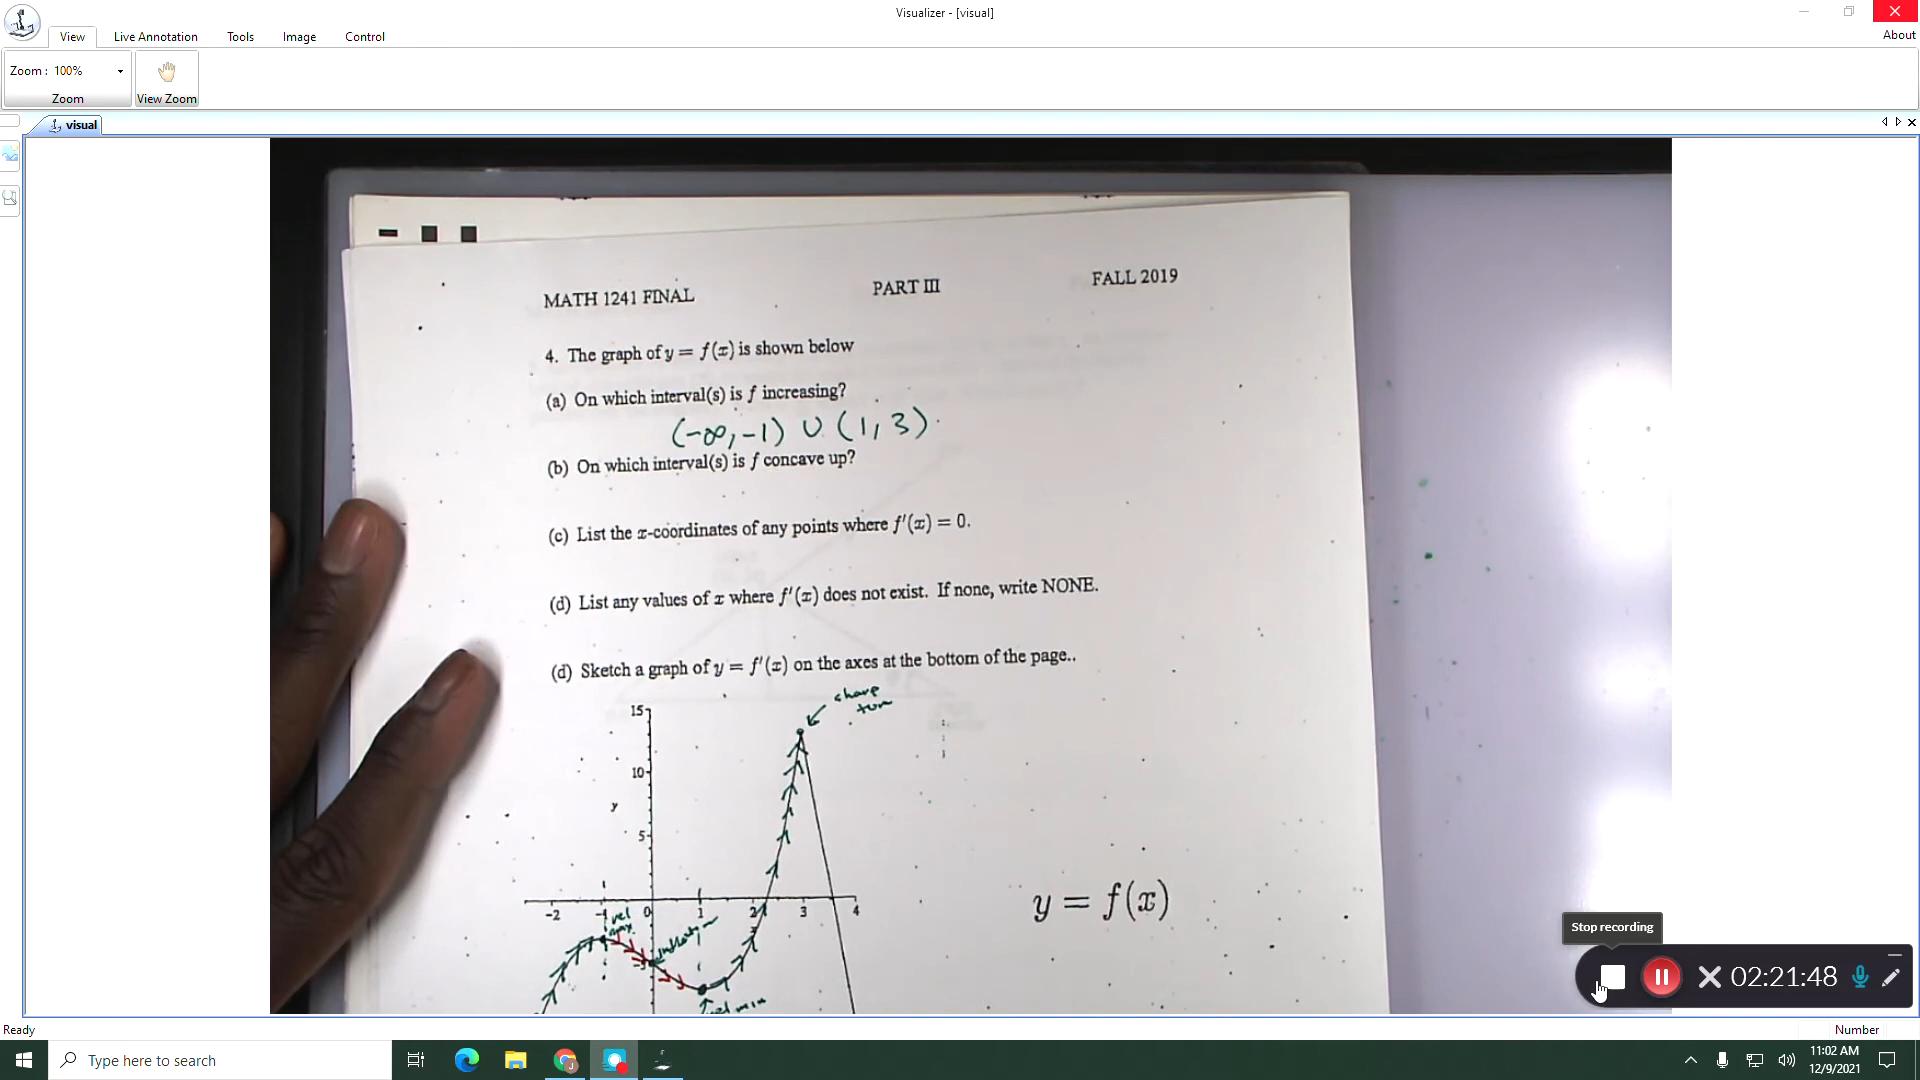 Visualizer - [visual]
View Live Annotation Tools Image Control About
Zoom : 100%
Zoom View Zoom
visual
MATH 1241 FINAL PART III FALL 2019
4. The graph of y = f(x) is shown below
(a) On which interval(s) is f increasing?
(-∞, -1) ∪ (1, 3)
(b) On which interval(s) is f concave up?
(c) List the x-coordinates of any points where f′(x) = 0.
(d) List any values of x where f′(x) does not exist. If none, write NONE.
(d) Sketch a graph of y = f′(x) on the axes at the bottom of the page..
sharp
turn
15
10
y
5
-2 -1 0 1 2 3 4
rel
max
inflection
rel min
y = f(x)
Stop recording
02:21:48
Ready Number
Type here to search
11:02 AM
12/9/2021